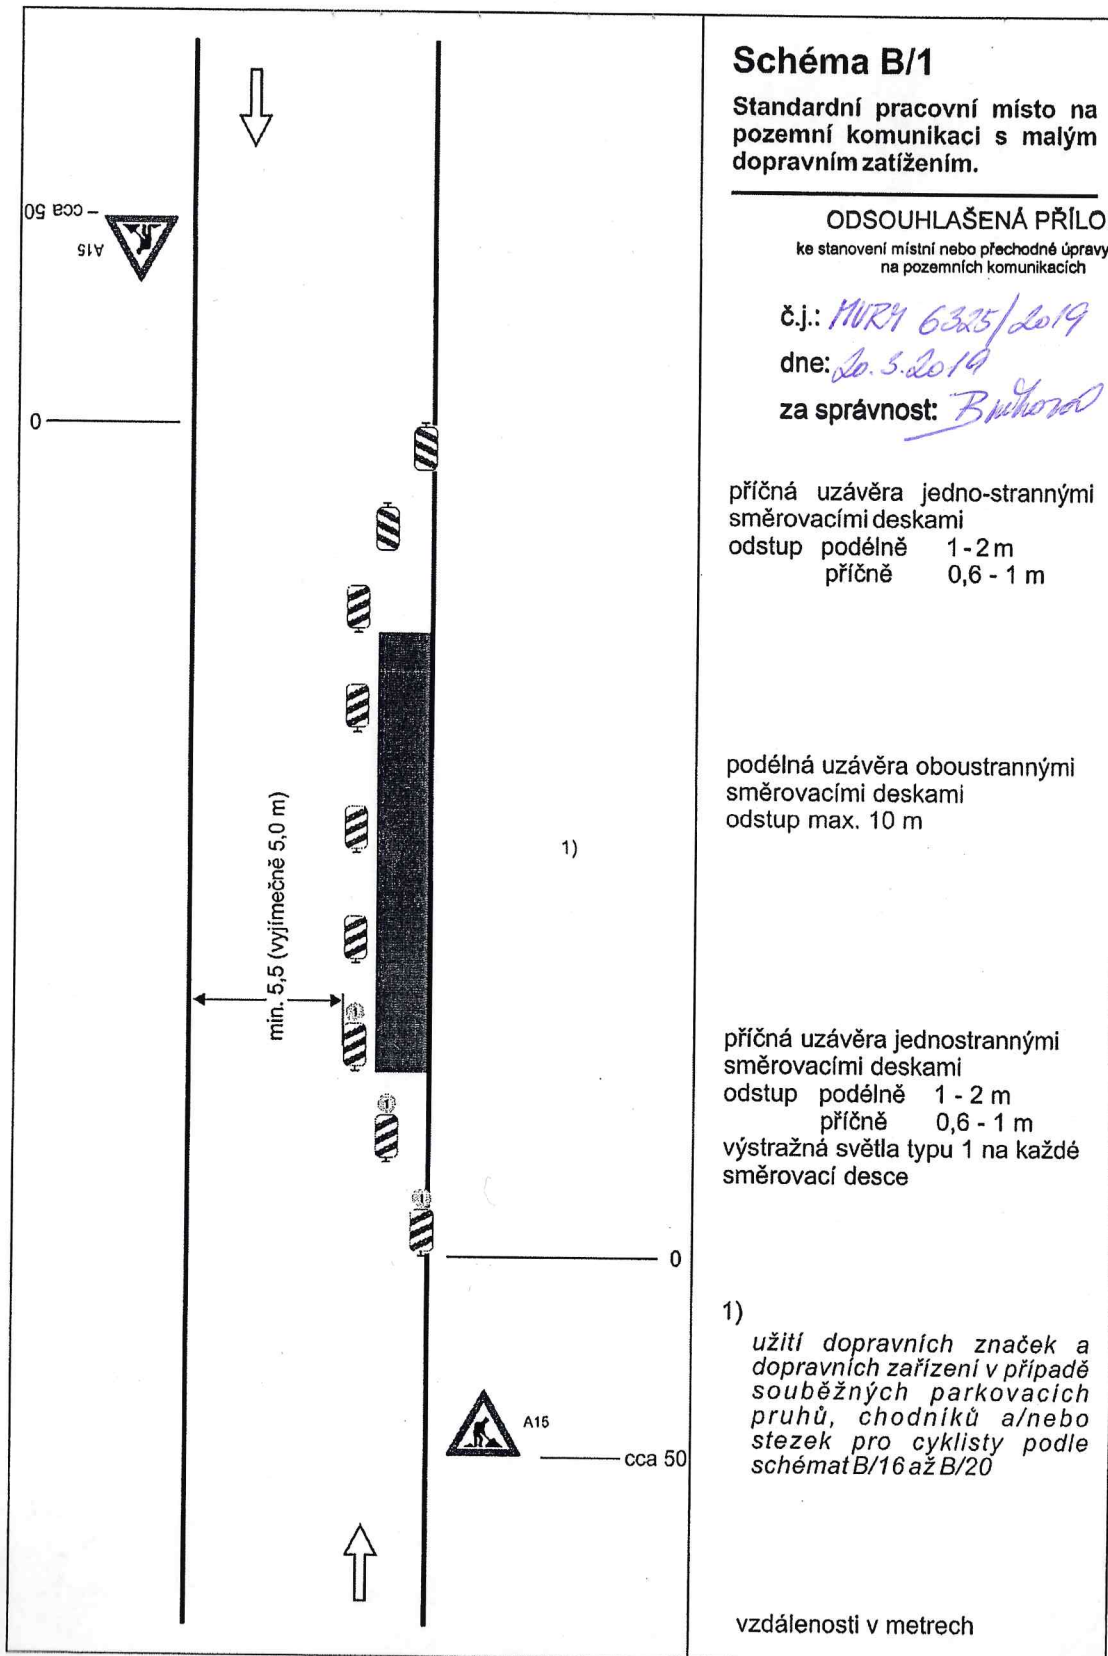 Schéma B/1
Standardní pracovní místo na
pozemní komunikaci s malým
dopravním zatížením.
ODSOUHLAŠENÁ PŘÍLO
ke stanovení místní nebo přechodné úpravy
na pozemních komunikacích
č.j.: MURY 6325/2019
dne: 20.3.2019
za správnost:
cca 50
A15
0
příčná uzávěra jedno-strannými
směrovacími deskami
odstup podélně 1-2 m
příčně 0,6 - 1 m
podélná uzávěra oboustrannými
směrovacími deskami
odstup max. 10 m
1)
min. 5,5 (vyjímečně 5,0 m)
příčná uzávěra jednostrannými
směrovacími deskami
odstup podélně 1 - 2 m
příčně 0,6 - 1 m
výstražná světla typu 1 na každé
směrovací desce
1
1
1
0
1)
užití dopravních značek a
dopravních zařízení v případě
souběžných parkovacích
pruhů, chodníků a/nebo
stezek pro cyklisty podle
schémat B/16 až B/20
A15
cca 50
vzdálenosti v metrech